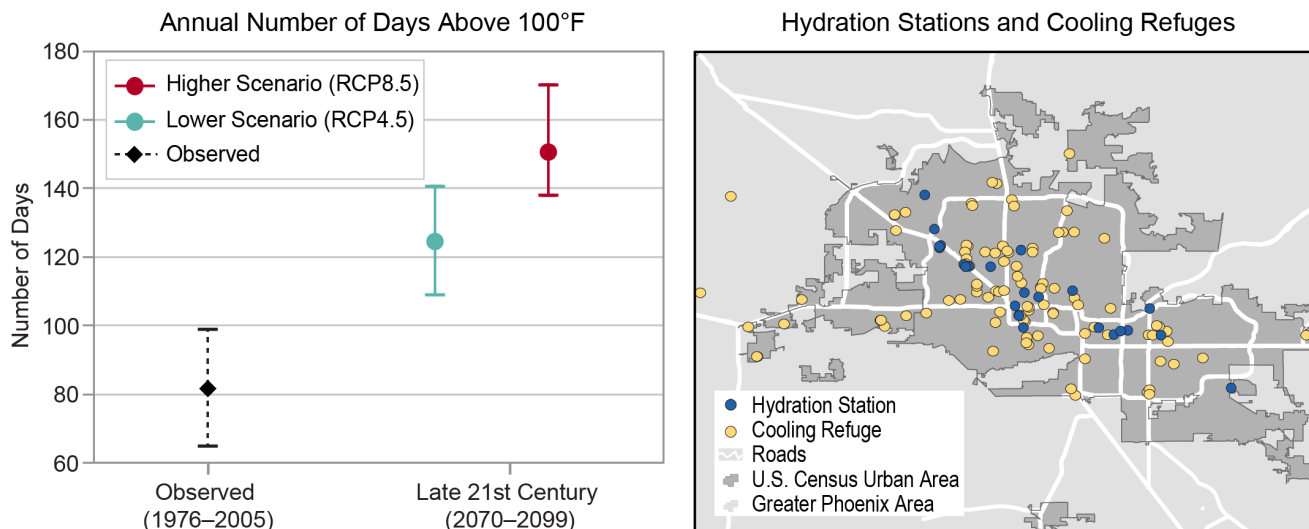 Annual Number of Days Above 100°F
Number of Days
180
160
140
120
100
80
60
Higher Scenario (RCP8.5)
Lower Scenario (RCP4.5)
Observed
Observed
(1976–2005)
Late 21st Century
(2070–2099)
Hydration Stations and Cooling Refuges
Hydration Station
Cooling Refuge
Roads
U.S. Census Urban Area
Greater Phoenix Area